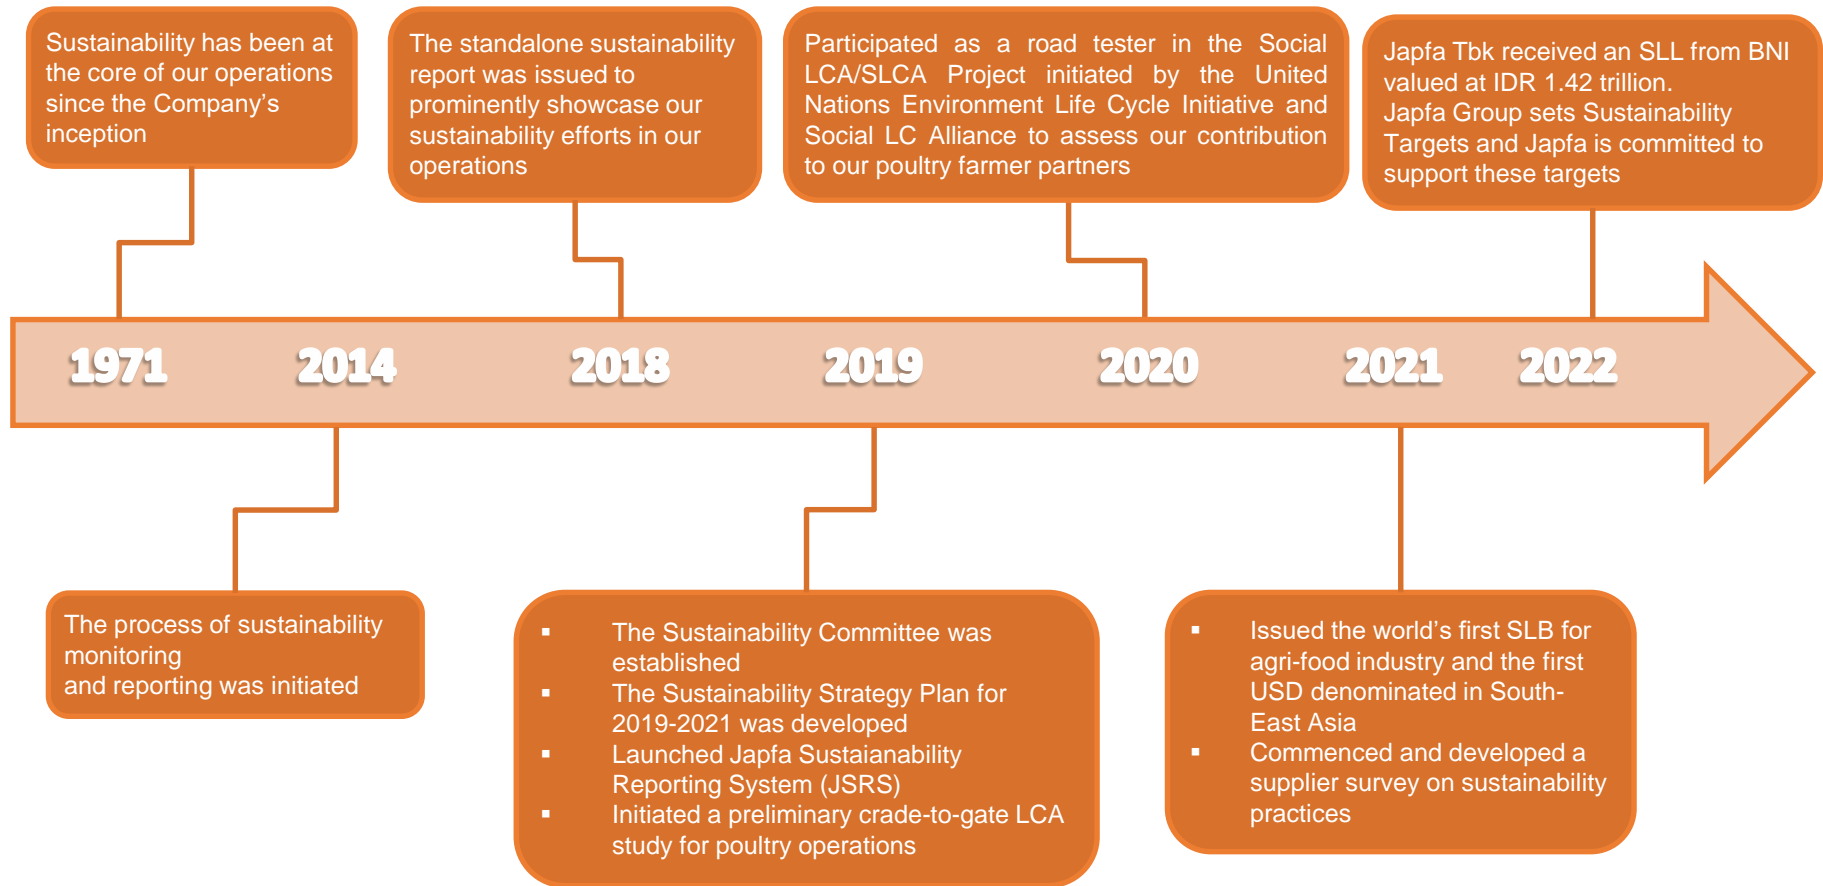 Sustainability has been at
the core of our operations
since the Company’s
inception
The standalone sustainability
report was issued to
prominently showcase our
sustainability efforts in our
operations
Participated as a road tester in the Social
LCA/SLCA Project initiated by the United
Nations Environment Life Cycle Initiative and
Social LC Alliance to assess our contribution
to our poultry farmer partners
Japfa Tbk received an SLL from BNI
valued at IDR 1.42 trillion.
Japfa Group sets Sustainability
Targets and Japfa is committed to
support these targets
1971 2014 2018 2019 2020 2021 2022
The process of sustainability
monitoring
and reporting was initiated
▪ The Sustainability Committee was
established
▪ The Sustainability Strategy Plan for
2019-2021 was developed
▪ Launched Japfa Sustaianability
Reporting System (JSRS)
▪ Initiated a preliminary crade-to-gate LCA
study for poultry operations
▪ Issued the world’s first SLB for
agri-food industry and the first
USD denominated in South-
East Asia
▪ Commenced and developed a
supplier survey on sustainability
practices